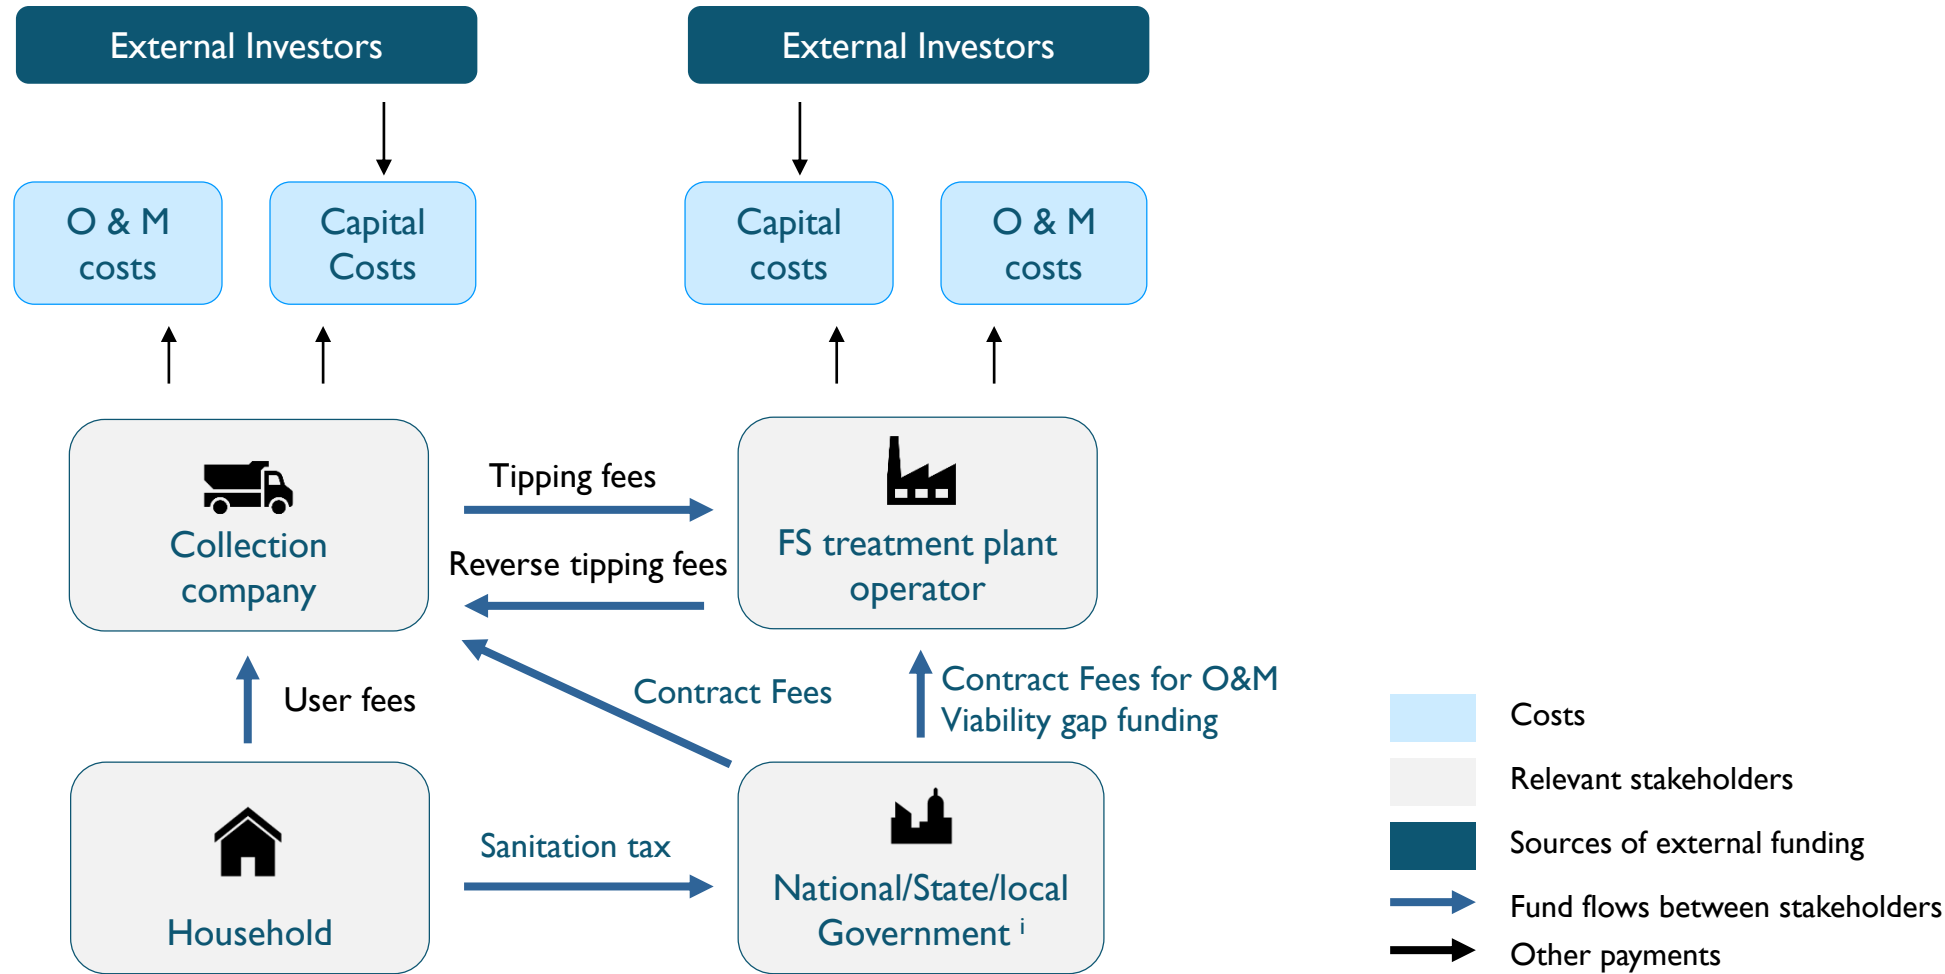 External Investors
External Investors
O & M
costs
Capital
Costs
Capital
costs
O & M
costs
Collection
company
Tipping fees
Reverse tipping fees
FS treatment plant
operator
User fees
Contract Fees
Contract Fees for O&M
Viability gap funding
Household
Sanitation tax
National/State/local
Government i
Costs
Relevant stakeholders
Sources of external funding
Fund flows between stakeholders
Other payments